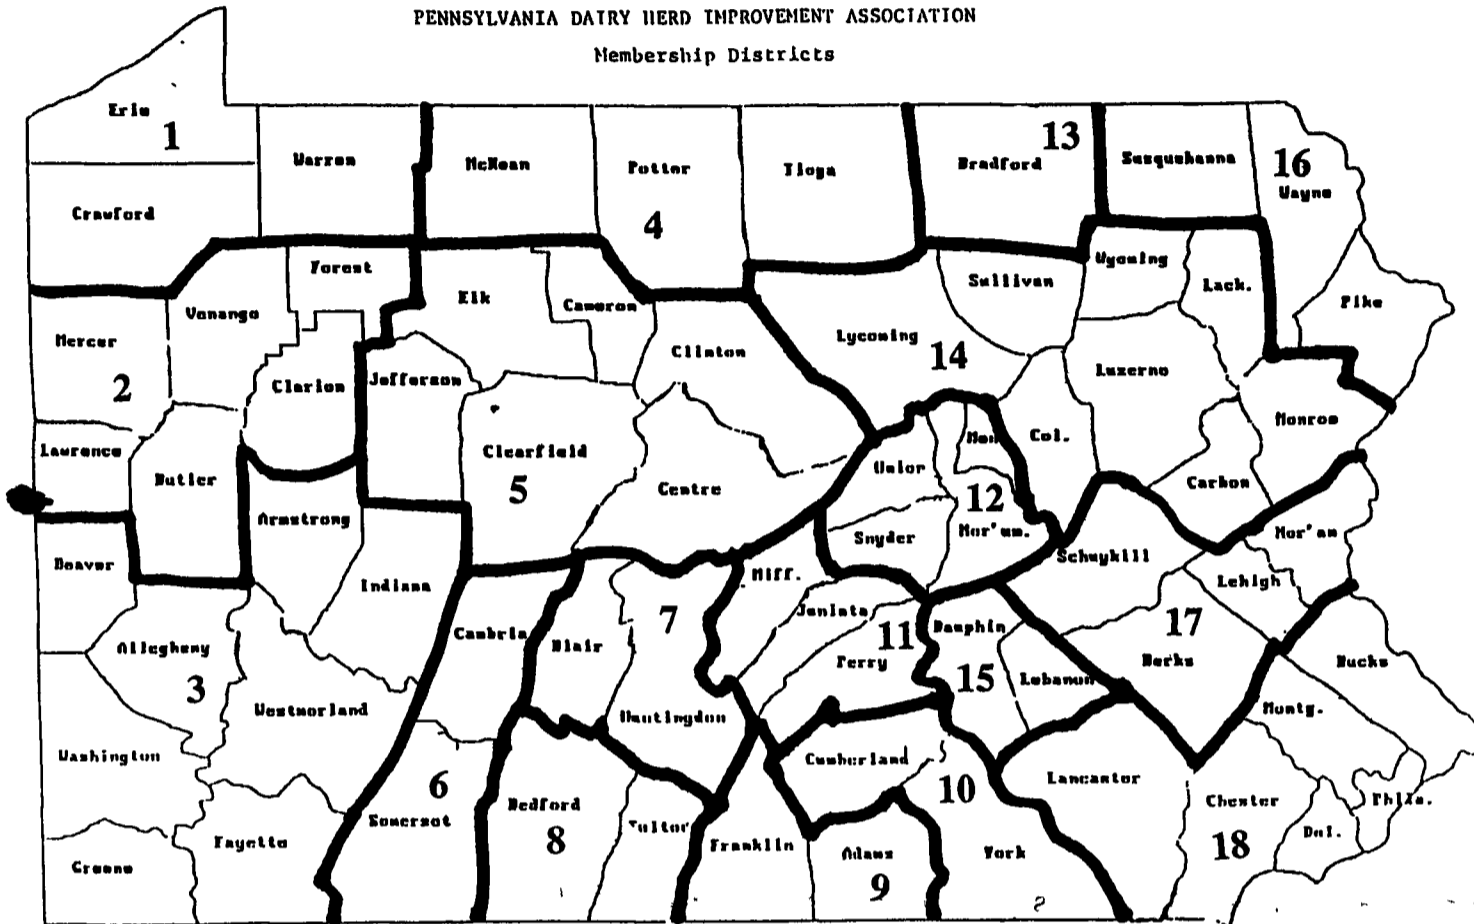 PENNSYLVANIA DAIRY HERD IMPROVEMENT ASSOCIATION
Membership Districts
Erie
1
Warren
McKean
Potter
Tioga
Bradford
13
Susquehanna
16
Wayne
Crawford
4
Forest
Elk
Cameron
Sullivan
Wyoming
Lack.
Pike
Venango
Mercer
2
Clarion
Jefferson
Clinton
Lycoming
14
Luzerne
Monroe
Lawrence
Butler
Clearfield
5
Centre
Union
Mon
Col.
Carbon
12
Armstrong
Snyder
Nor'um.
Schuykill
Nor'am
Beaver
Indiana
Miff.
Lehigh
Juniata
Cambria
Blair
7
11
Dauphin
17
Allegheny
3
Perry
15
Lebanon
Berks
Bucks
Westmorland
Huntingdon
Montg.
Washington
6
Cumberland
10
Lancaster
Somerset
Bedford
8
Fulton
Franklin
Adams
9
York
Chester
18
Del.
Phila.
Greene
Fayette